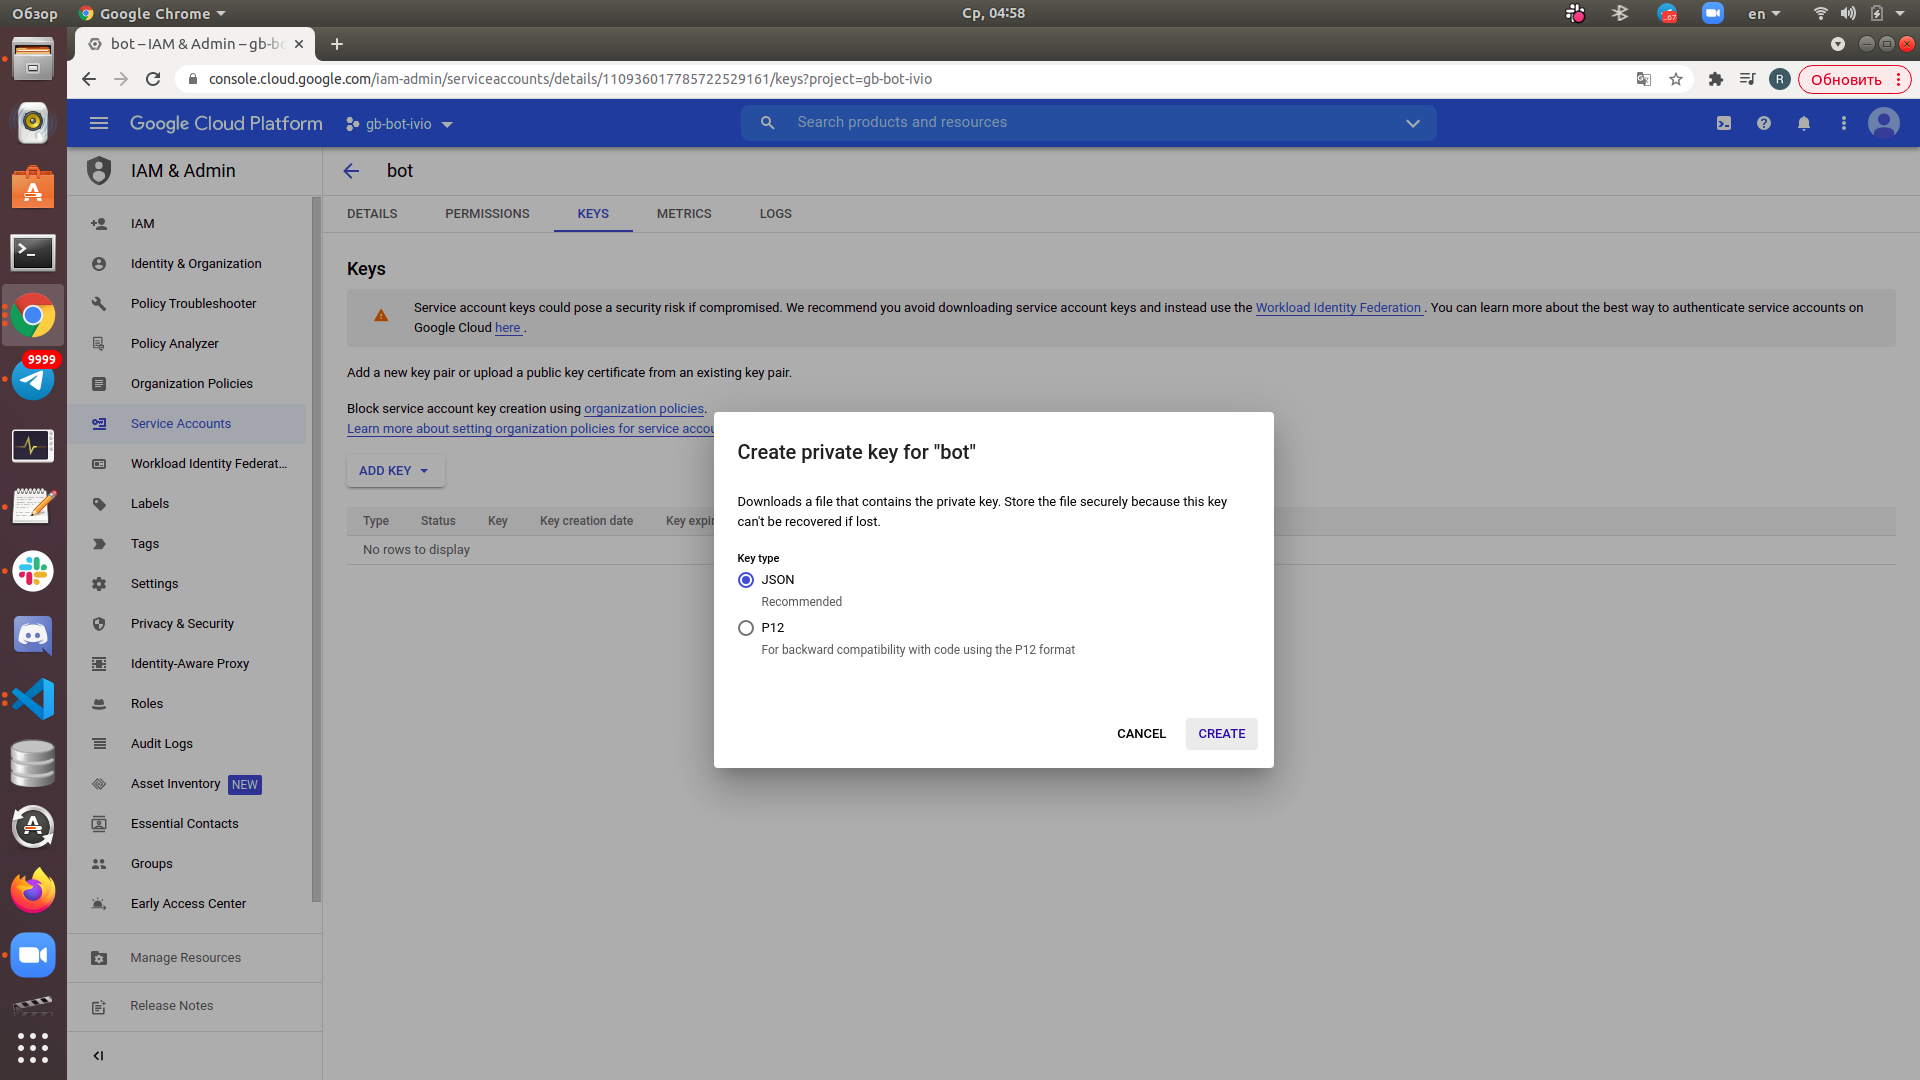 Обзор
Google Chrome
Ср, 04:58
en
bot – IAM & Admin – gb-bo
console.cloud.google.com/iam-admin/serviceaccounts/details/110936017785722529161/keys?project=gb-bot-ivio
R
Обновить
Google Cloud Platform
gb-bot-ivio
Search products and resources
IAM & Admin
bot
IAM
Identity & Organization
Policy Troubleshooter
Policy Analyzer
Organization Policies
Service Accounts
Workload Identity Federat...
Labels
Tags
Settings
Privacy & Security
Identity-Aware Proxy
Roles
Audit Logs
Asset Inventory NEW
Essential Contacts
Groups
Early Access Center
Manage Resources
Release Notes
9999
DETAILS PERMISSIONS KEYS METRICS LOGS
Keys
Service account keys could pose a security risk if compromised. We recommend you avoid downloading service account keys and instead use the Workload Identity Federation . You can learn more about the best way to authenticate service accounts on
Google Cloud here .
Add a new key pair or upload a public key certificate from an existing key pair.
Block service account key creation using organization policies.
Learn more about setting organization policies for service accou
ADD KEY
Type Status Key Key creation date Key expir
No rows to display
Create private key for "bot"
Downloads a file that contains the private key. Store the file securely because this key
can't be recovered if lost.
Key type
JSON
Recommended
P12
For backward compatibility with code using the P12 format
CANCEL CREATE